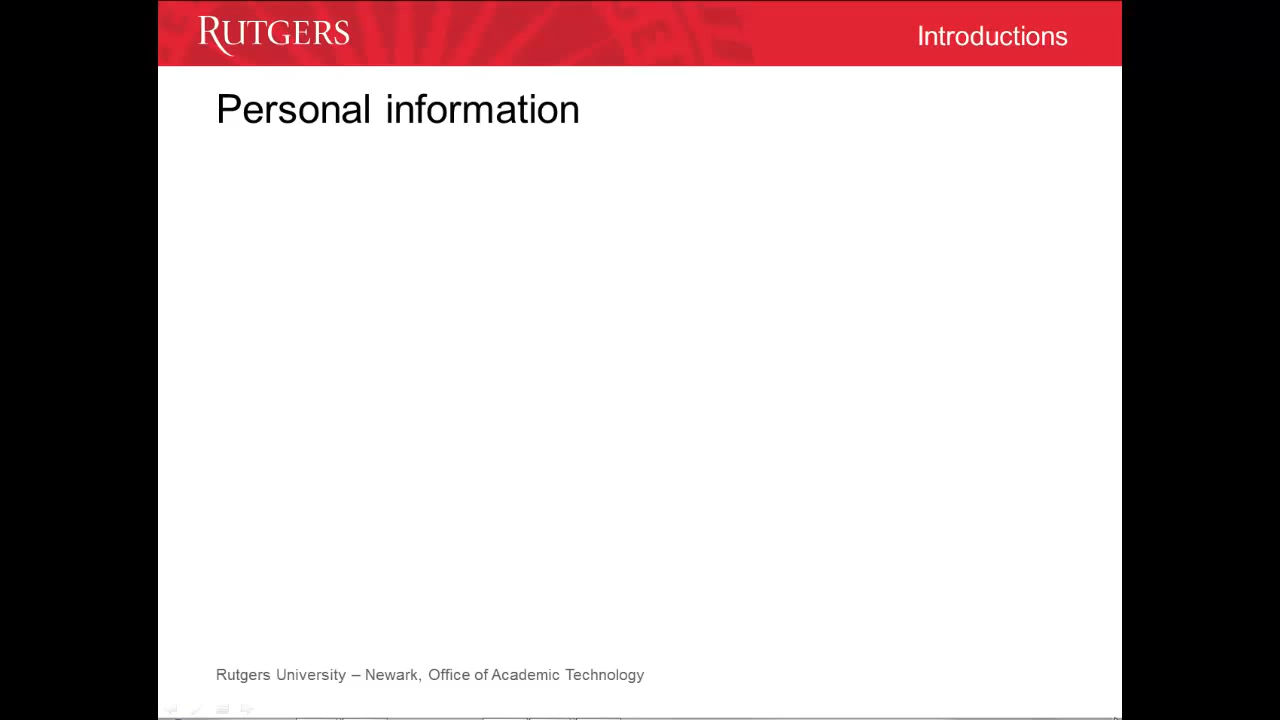 RUTGERS
Introductions
Personal information
Rutgers University – Newark, Office of Academic Technology